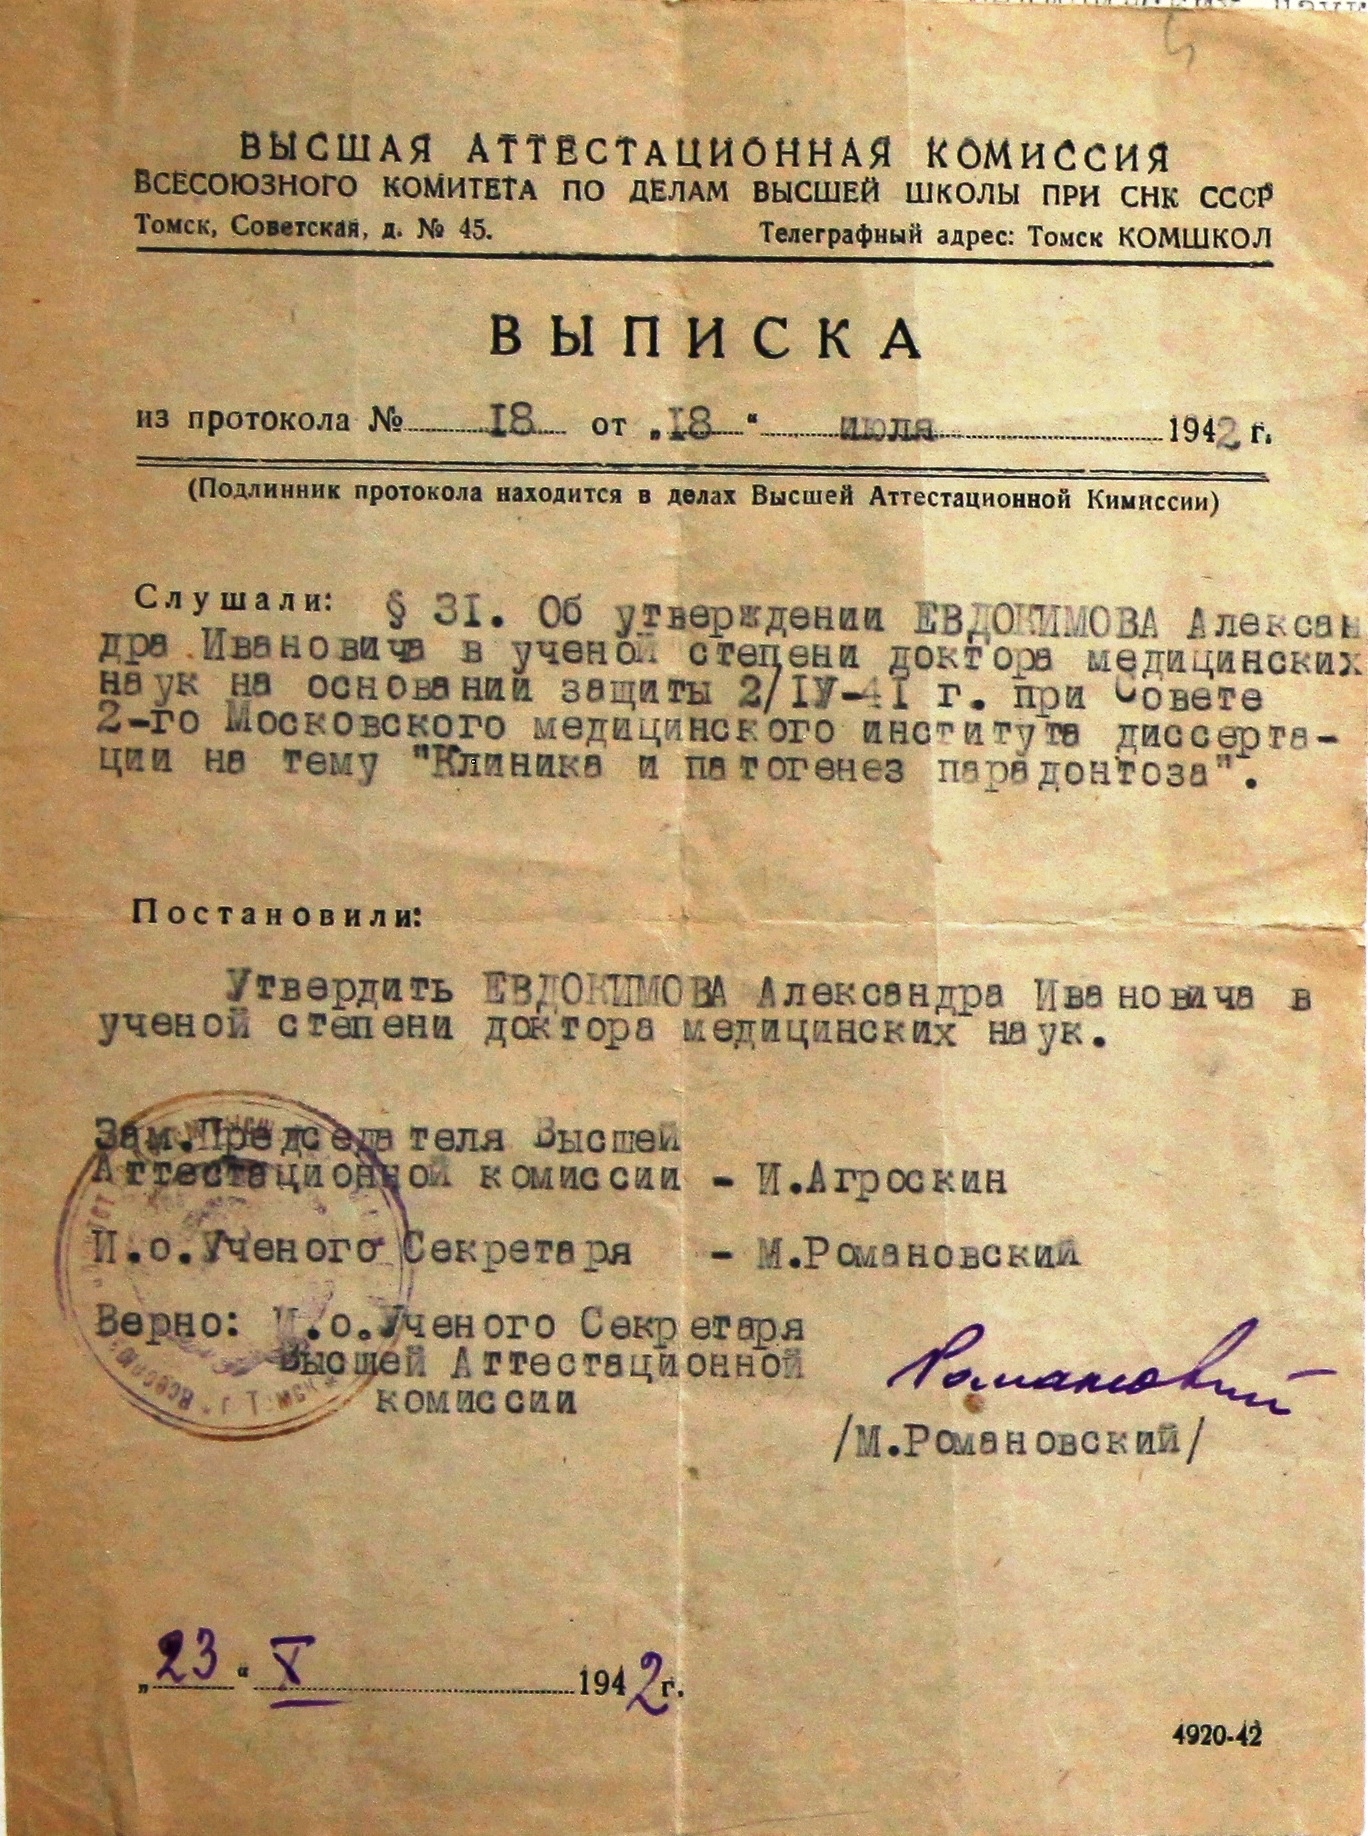 ВЫСШАЯ АТТЕСТАЦИОННАЯ КОМИССИЯ
ВСЕСОЮЗНОГО КОМИТЕТА ПО ДЕЛАМ ВЫСШЕЙ ШКОЛЫ ПРИ СНК СССР
Томск, Советская, д. № 45. Телеграфный адрес: Томск КОМШКОЛ
ВЫПИСКА
из протокола № 18 от „18“ июля 1942 г.
(Подлинник протокола находится в делах Высшей Аттестационной Кимиссии)
Слушали: § 31. Об утверждении ЕВДОКИМОВА Алексан
дра Ивановича в ученой степени доктора медицинских
наук на основании защиты 2/IУ-41 г. при Совете
2-го Московского медицинского института диссерта-
ции на тему "Клиника и патогенез парадонтоза".
Постановили:
Утвердить ЕВДОКИМОВА Александра Ивановича в
ученой степени доктора медицинских наук.
Зам.Председателя Высшей
Аттестационной комиссии - И.Агроскин
И.о.Ученого Секретаря - М.Романовский
Верно: И.о.Ученого Секретаря
Высшей Аттестационной
комиссии
Романовский
/М.Романовский/
„23“ X 1942 г.
4920-42